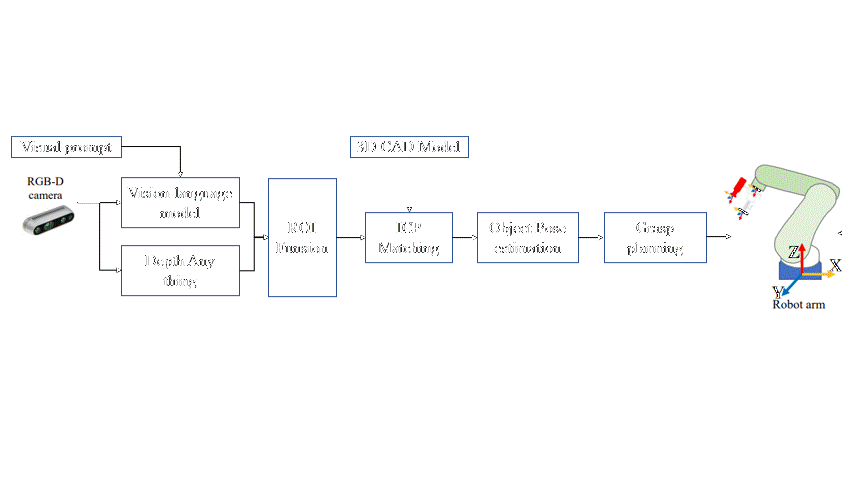 Visual prompt
3D CAD Model
RGB-D
camera
Vision language
model
Depth Any
thing
ROI
Emusion
ICP
Matching
Object Pose
estimation
Grasp
planning
Z
X
Y
Robot arm